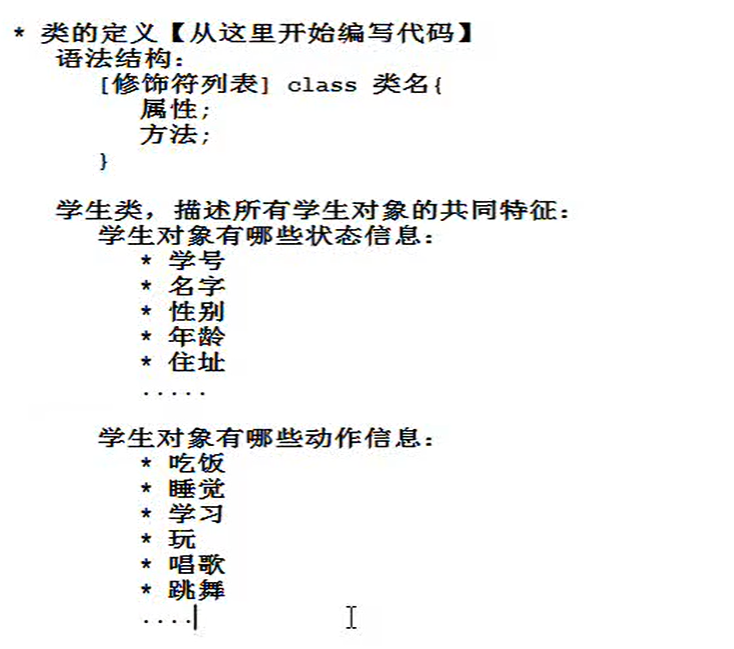 * 类的定义【从这里开始编写代码】
语法结构：
[修饰符列表] class 类名{
属性;
方法;
}
学生类，描述所有学生对象的共同特征：
学生对象有哪些状态信息：
* 学号
* 名字
* 性别
* 年龄
* 住址
.....
学生对象有哪些动作信息：
* 吃饭
* 睡觉
* 学习
* 玩
* 唱歌
* 跳舞
....